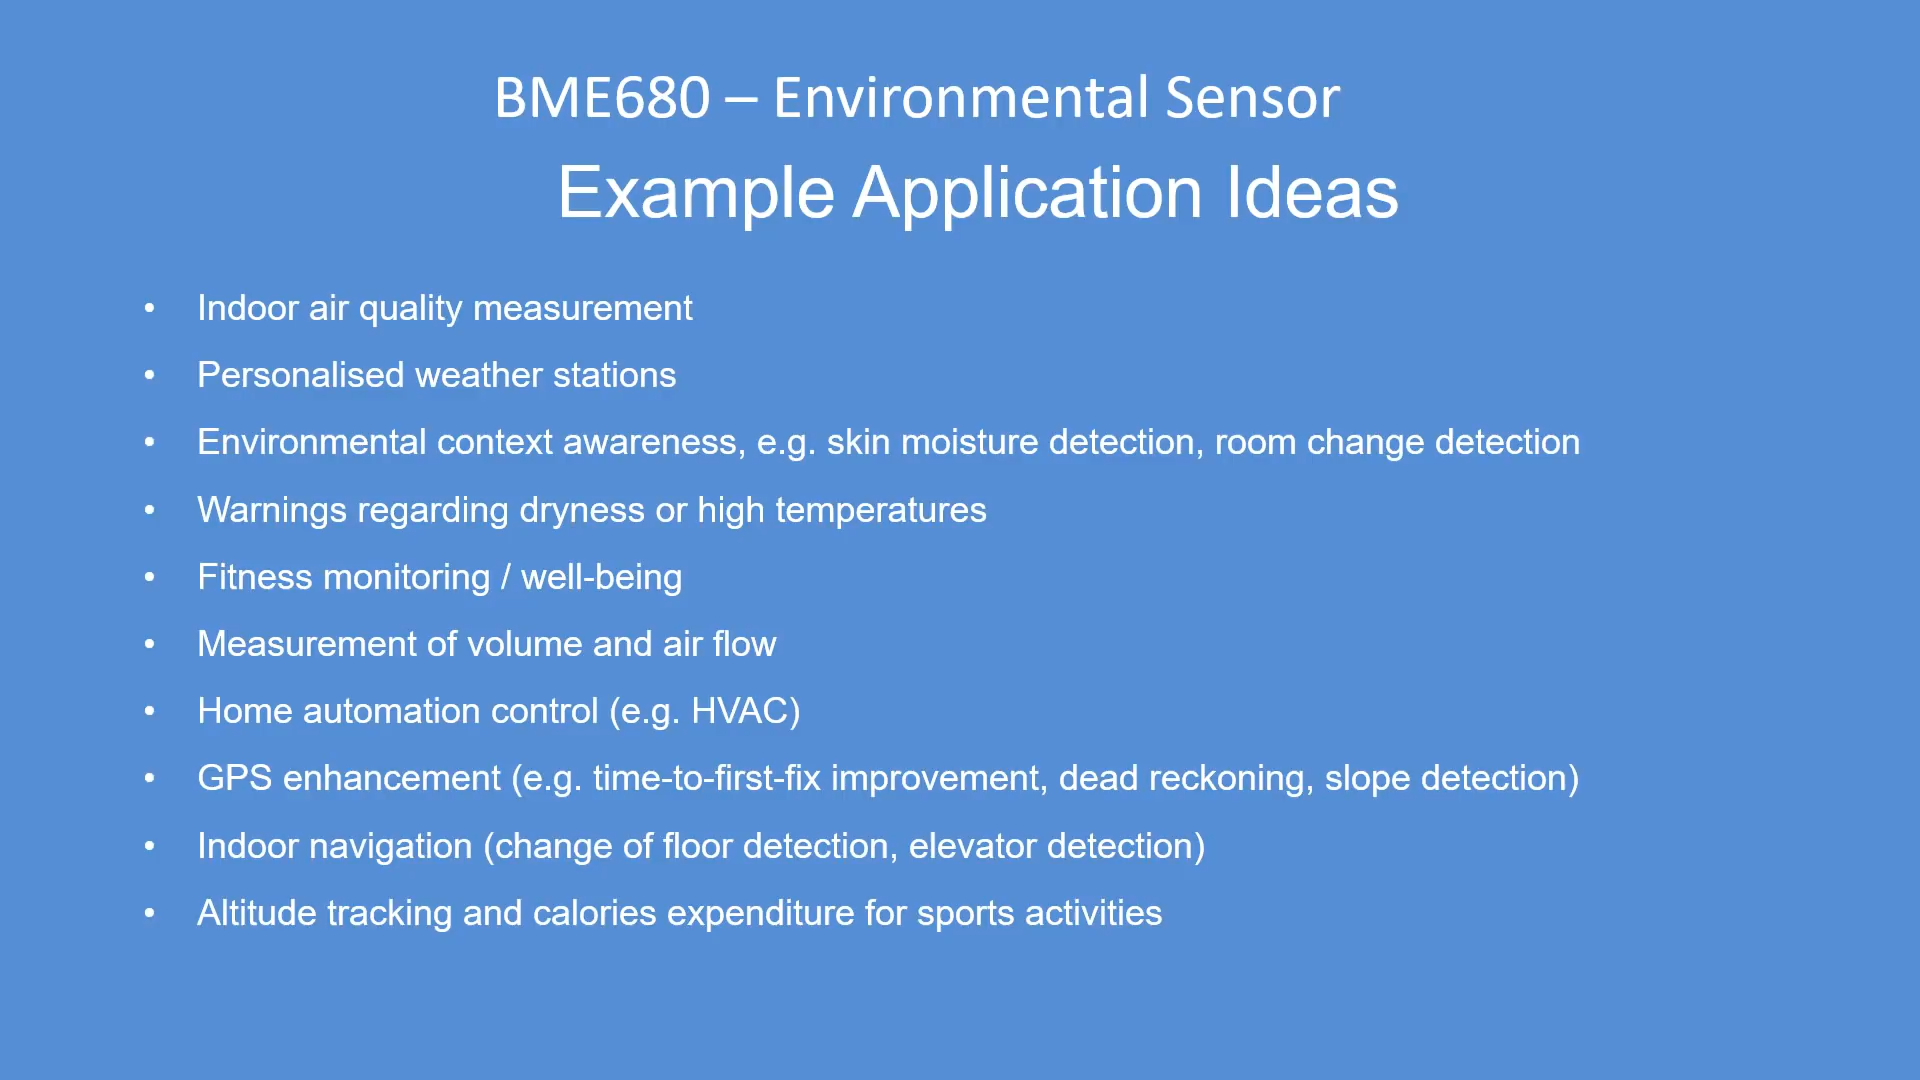 BME680 – Environmental Sensor
Example Application Ideas
• Indoor air quality measurement
• Personalised weather stations
• Environmental context awareness, e.g. skin moisture detection, room change detection
• Warnings regarding dryness or high temperatures
• Fitness monitoring / well-being
• Measurement of volume and air flow
• Home automation control (e.g. HVAC)
• GPS enhancement (e.g. time-to-first-fix improvement, dead reckoning, slope detection)
• Indoor navigation (change of floor detection, elevator detection)
• Altitude tracking and calories expenditure for sports activities